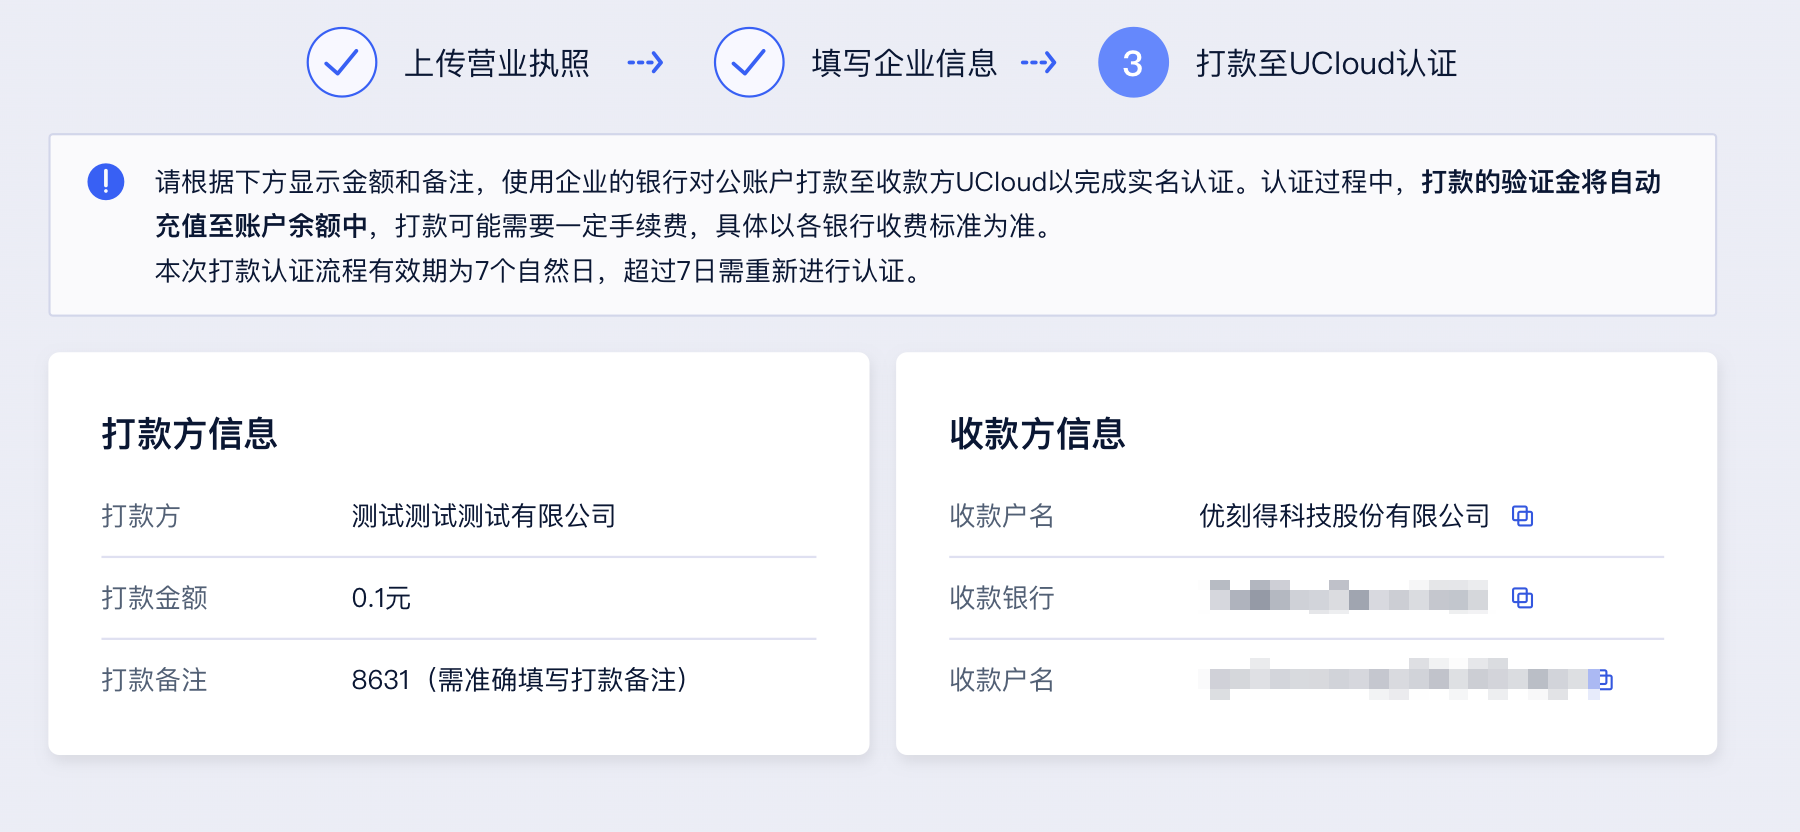 上传营业执照
填写企业信息
3
打款至UCloud认证
请根据下方显示金额和备注，使用企业的银行对公账户打款至收款方UCloud以完成实名认证。认证过程中，打款的验证金将自动
充值至账户余额中，打款可能需要一定手续费，具体以各银行收费标准为准。
本次打款认证流程有效期为7个自然日，超过7日需重新进行认证。
打款方信息
打款方 测试测试测试有限公司
打款金额 0.1元
打款备注 8631（需准确填写打款备注）
收款方信息
收款户名 优刻得科技股份有限公司
收款银行
收款户名